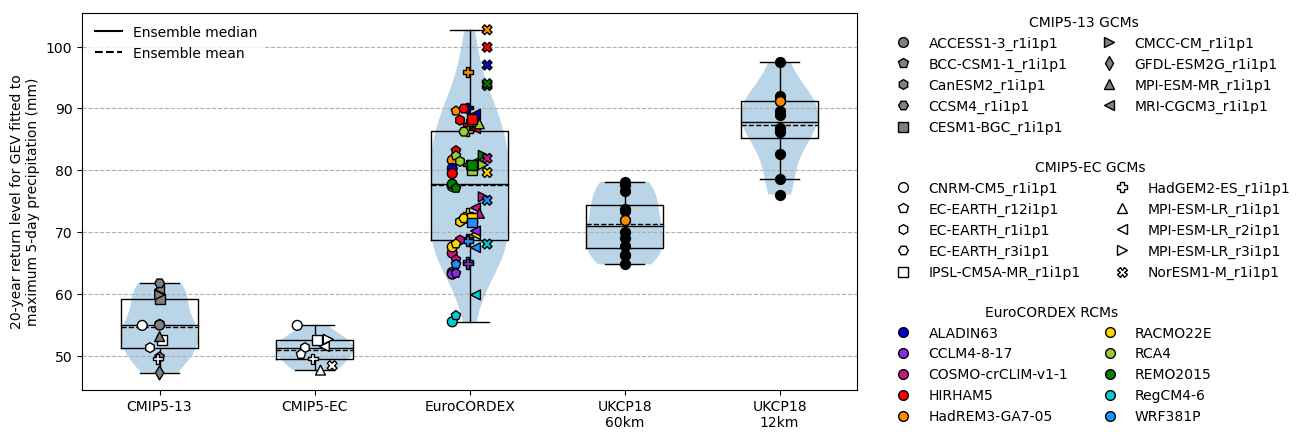 20-year return level for GEV fitted to
maximum 5-day precipitation (mm)
100
90
80
70
60
50
Ensemble median
Ensemble mean
CMIP5-13
CMIP5-EC
EuroCORDEX
UKCP18
60km
UKCP18
12km
CMIP5-13 GCMs
ACCESS1-3_r1i1p1
BCC-CSM1-1_r1i1p1
CanESM2_r1i1p1
CCSM4_r1i1p1
CESM1-BGC_r1i1p1
CMCC-CM_r1i1p1
GFDL-ESM2G_r1i1p1
MPI-ESM-MR_r1i1p1
MRI-CGCM3_r1i1p1
CMIP5-EC GCMs
CNRM-CM5_r1i1p1
EC-EARTH_r12i1p1
EC-EARTH_r1i1p1
EC-EARTH_r3i1p1
IPSL-CM5A-MR_r1i1p1
HadGEM2-ES_r1i1p1
MPI-ESM-LR_r1i1p1
MPI-ESM-LR_r2i1p1
MPI-ESM-LR_r3i1p1
NorESM1-M_r1i1p1
EuroCORDEX RCMs
ALADIN63
CCLM4-8-17
COSMO-crCLIM-v1-1
HIRHAM5
HadREM3-GA7-05
RACMO22E
RCA4
REMO2015
RegCM4-6
WRF381P